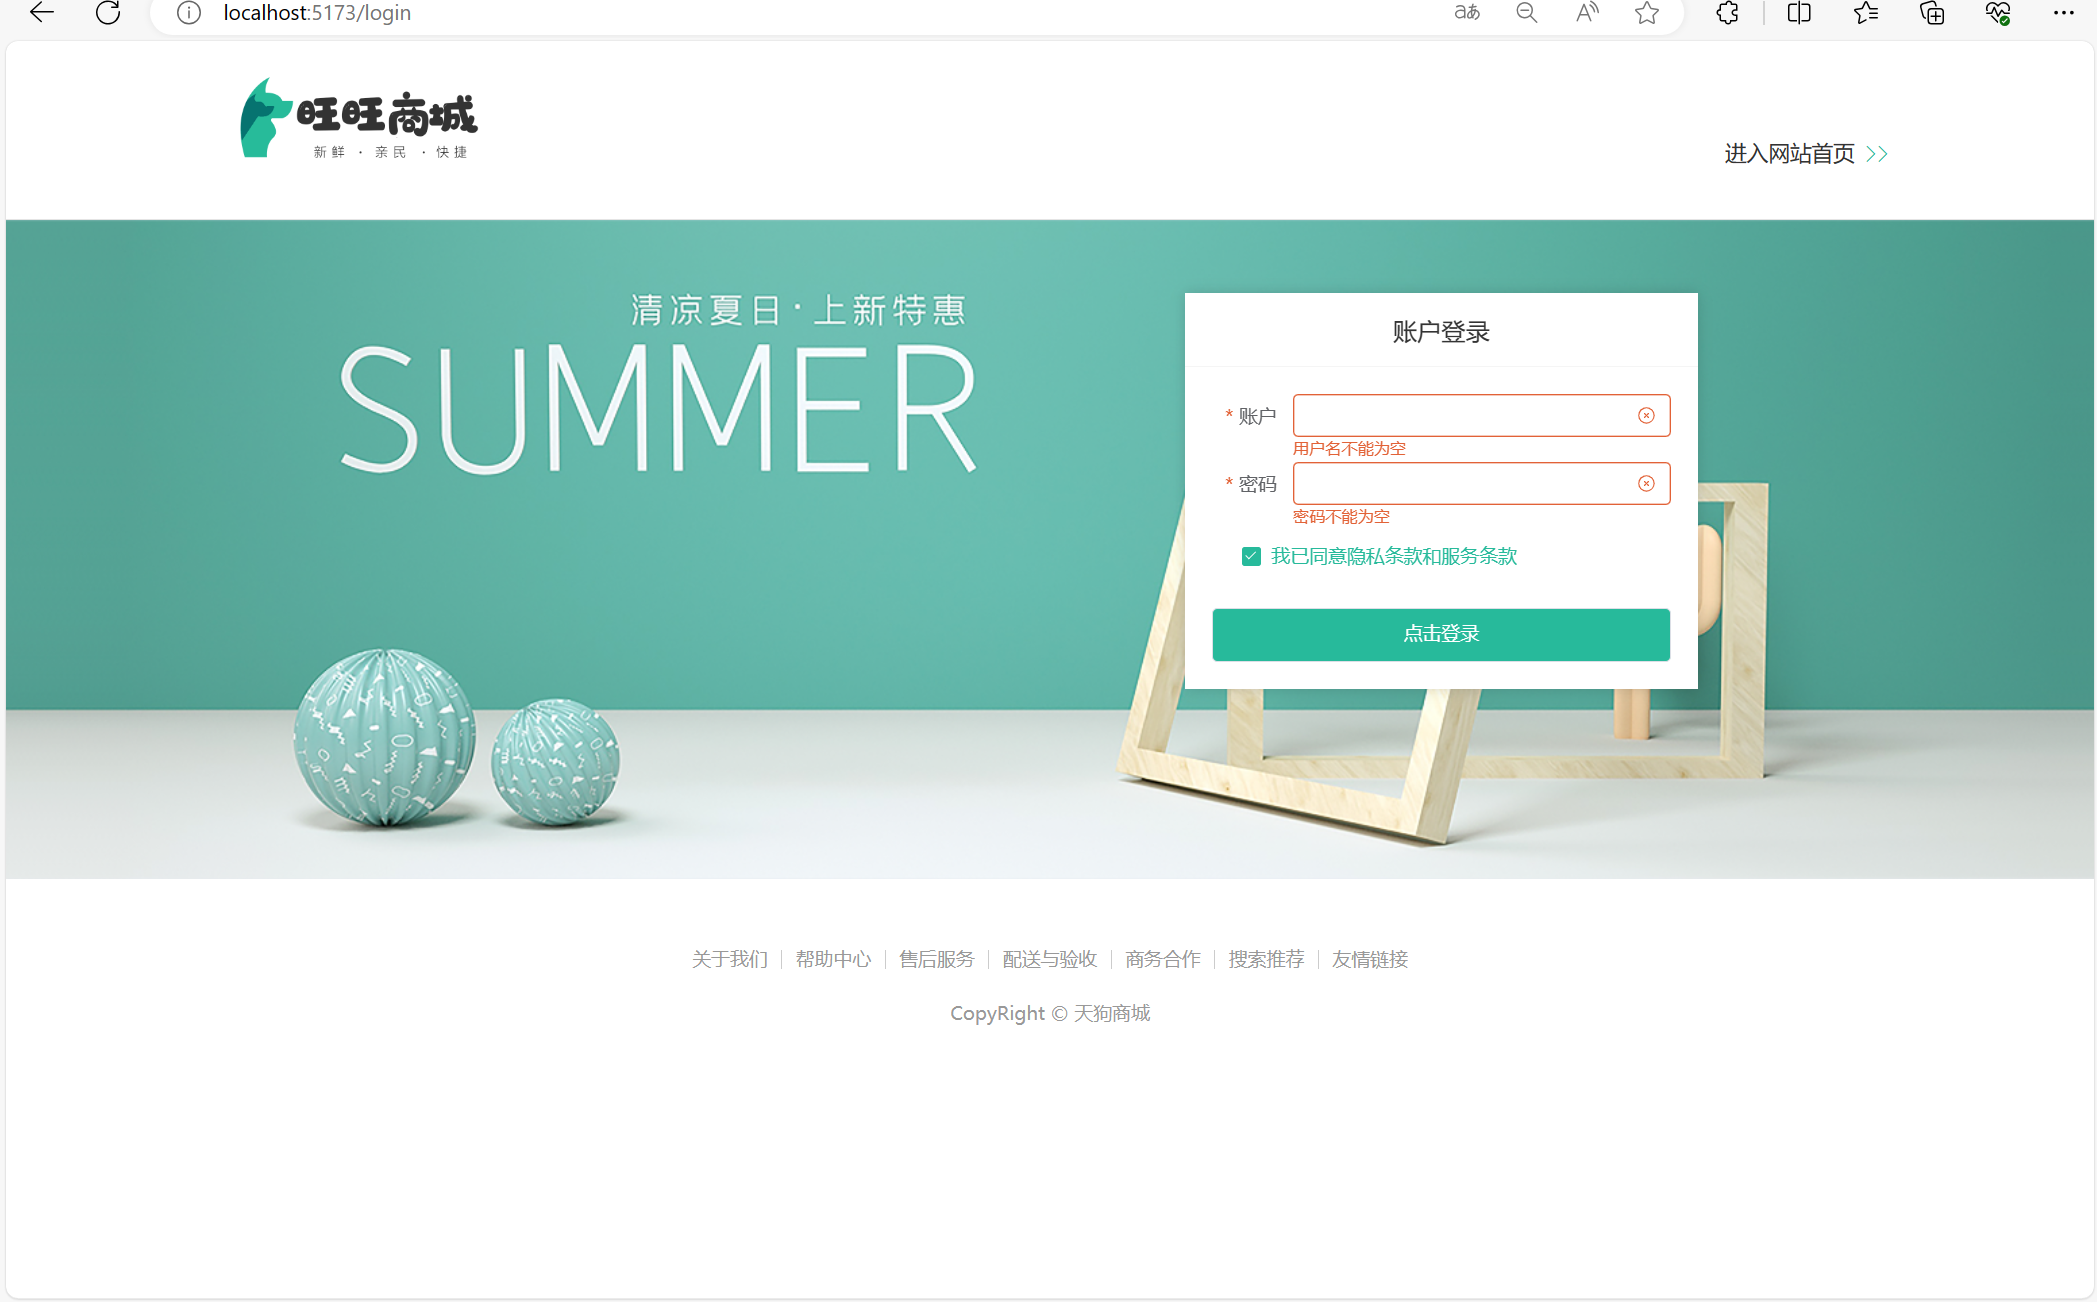 localhost:5173/login
旺旺商城
新鲜 · 亲民 · 快捷
进入网站首页
清凉夏日·上新特惠
SUMMER
账户登录
* 账户
用户名不能为空
* 密码
密码不能为空
我已同意隐私条款和服务条款
点击登录
关于我们 | 帮助中心 | 售后服务 | 配送与验收 | 商务合作 | 搜索推荐 | 友情链接
CopyRight © 天狗商城